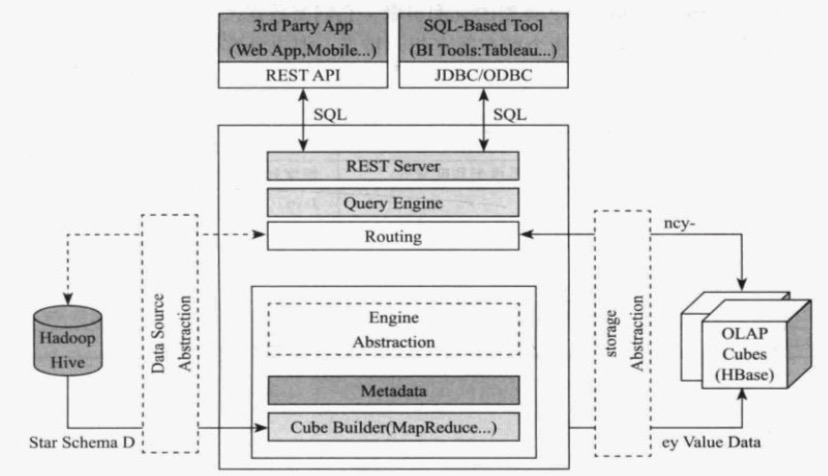 3rd Party App
(Web App,Mobile...)
REST API
SQL-Based Tool
(BI Tools:Tableau...)
JDBC/ODBC
SQL
SQL
REST Server
Query Engine
Routing
ncy-
Data Source
Abstraction
Hadoop
Hive
Engine
Abstraction
storage
Abstraction
OLAP
Cubes
(HBase)
Metadata
Cube Builder(MapReduce...)
Star Schema D
ey Value Data